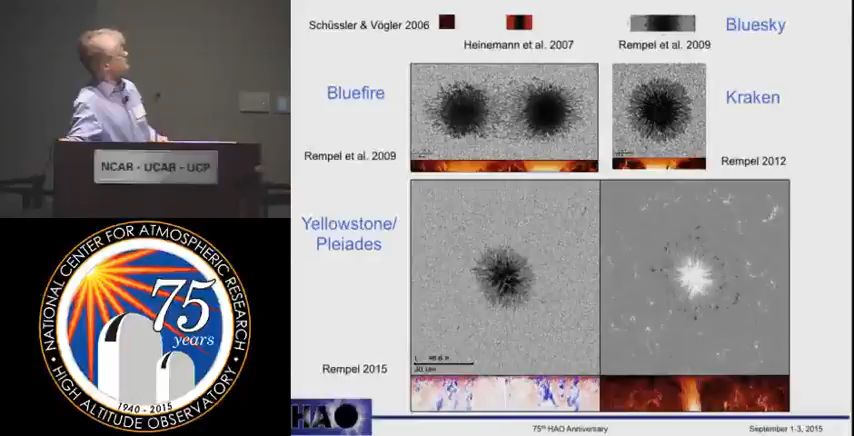 NCAR - UCAR - UCP
NATIONAL CENTER FOR ATMOSPHERIC RESEARCH
75
years
1940 - 2015
HIGH ALTITUDE OBSERVATORY
Schüssler & Vögler 2006
Heinemann et al. 2007
Rempel et al. 2009
Bluesky
Bluefire
Kraken
Rempel et al. 2009
Rempel 2012
Yellowstone/
Pleiades
Rempel 2015
HAO
75th HAO Anniversary
September 1-3, 2015